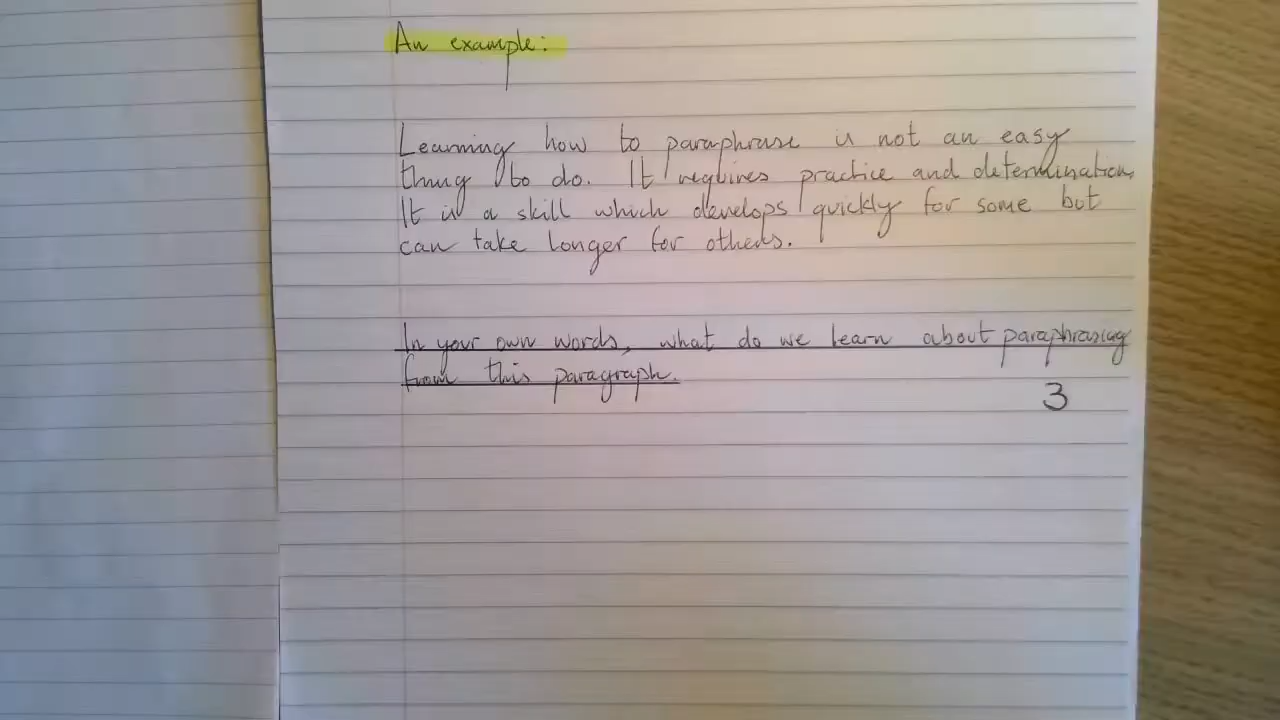 An example:
Learning how to paraphrase is not an easy
thing to do. It requires practice and determination.
It is a skill which develops quickly for some but
can take longer for others.
In your own words, what do we learn about paraphrasing
from this paragraph.
3